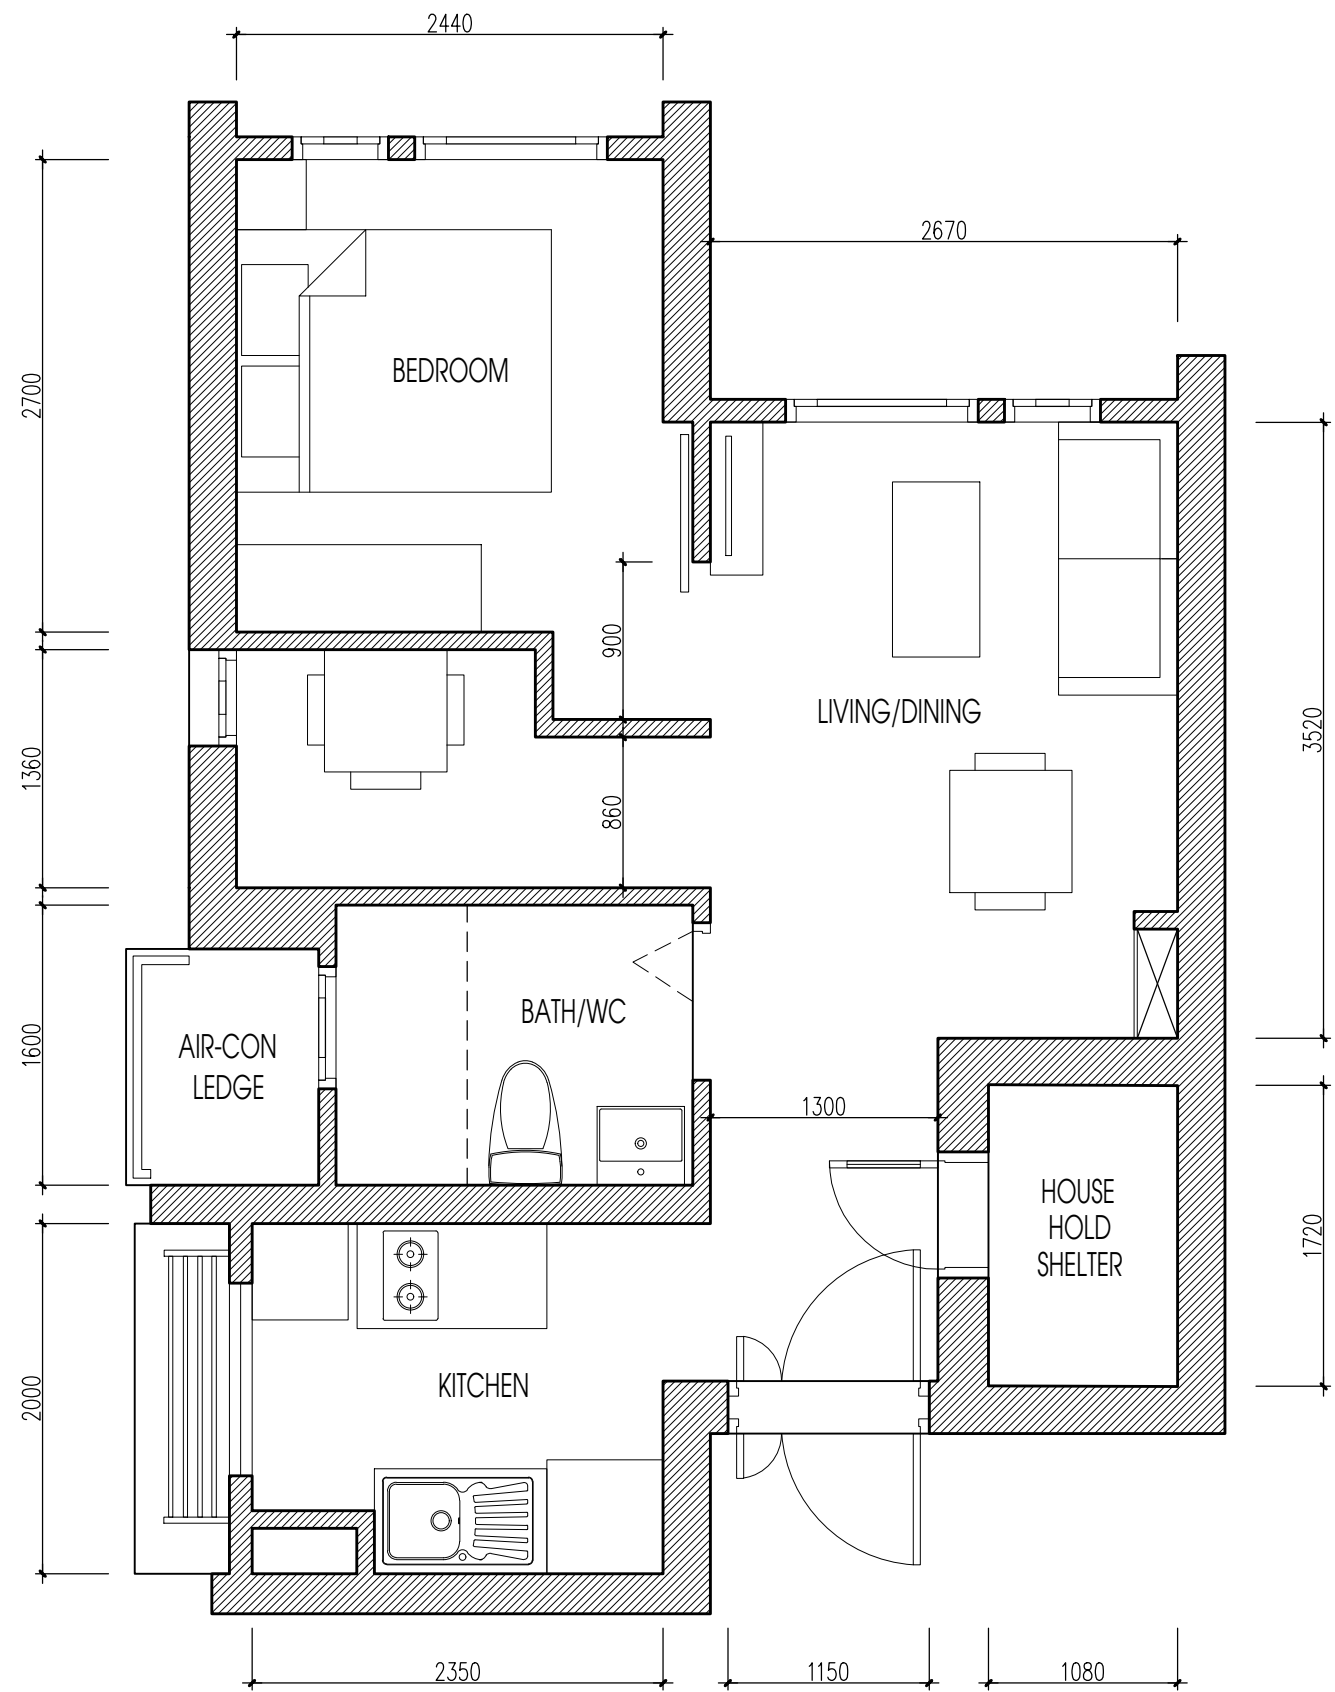 2440
2670
BEDROOM
2700
900
LIVING/DINING
3520
1360
860
BATH/WC
AIR-CON
LEDGE
1600
1300
HOUSE
HOLD
SHELTER
1720
KITCHEN
2000
2350
1150
1080